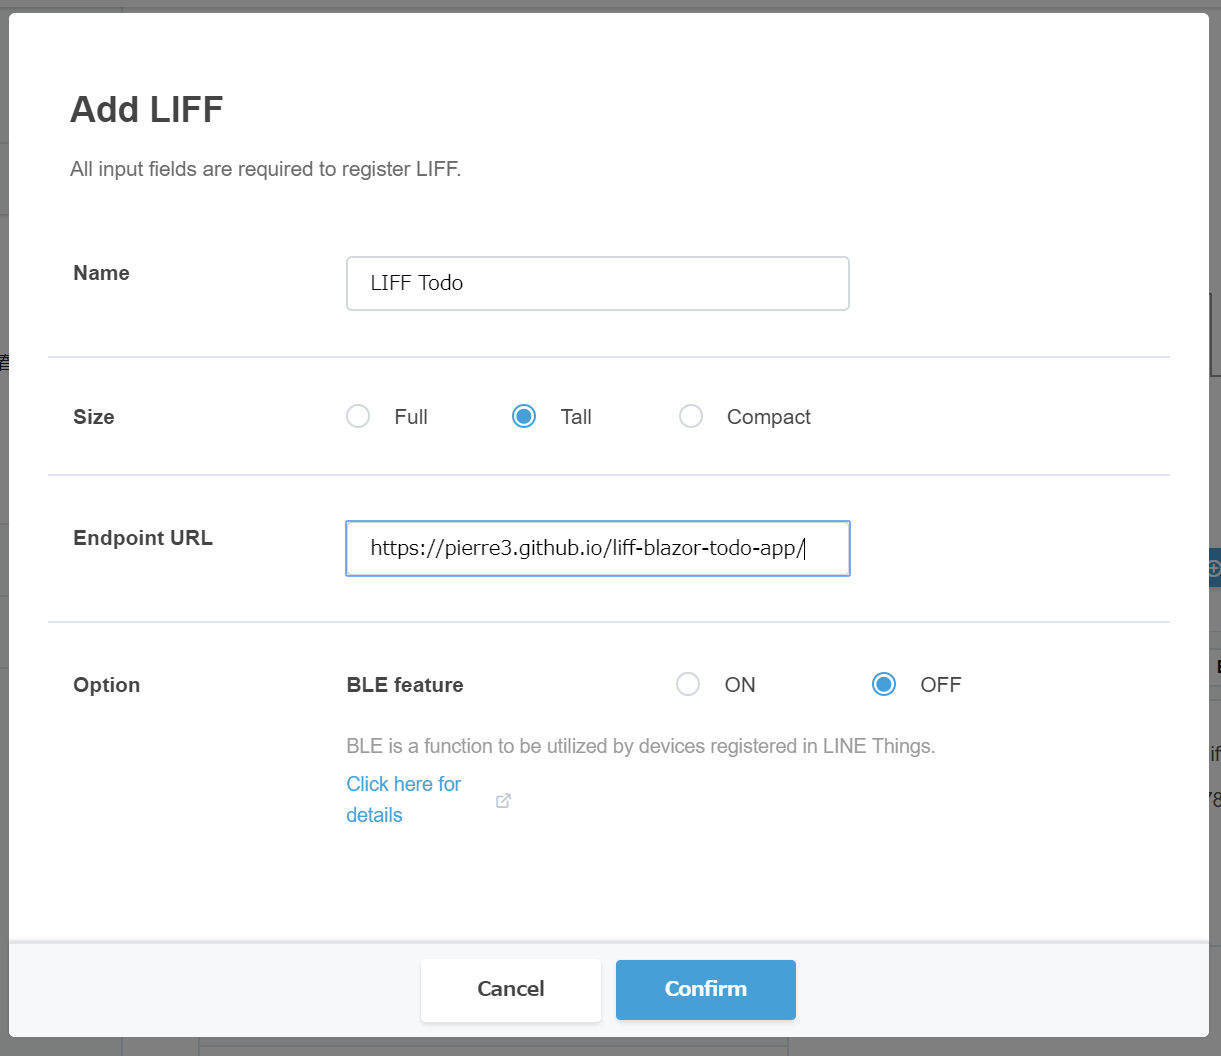 Add LIFF
All input fields are required to register LIFF.
Name
LIFF Todo
Size
Full
Tall
Compact
Endpoint URL
https://pierre3.github.io/liff-blazor-todo-app/
Option
BLE feature
ON
OFF
BLE is a function to be utilized by devices registered in LINE Things.
Click here for
details
Cancel
Confirm